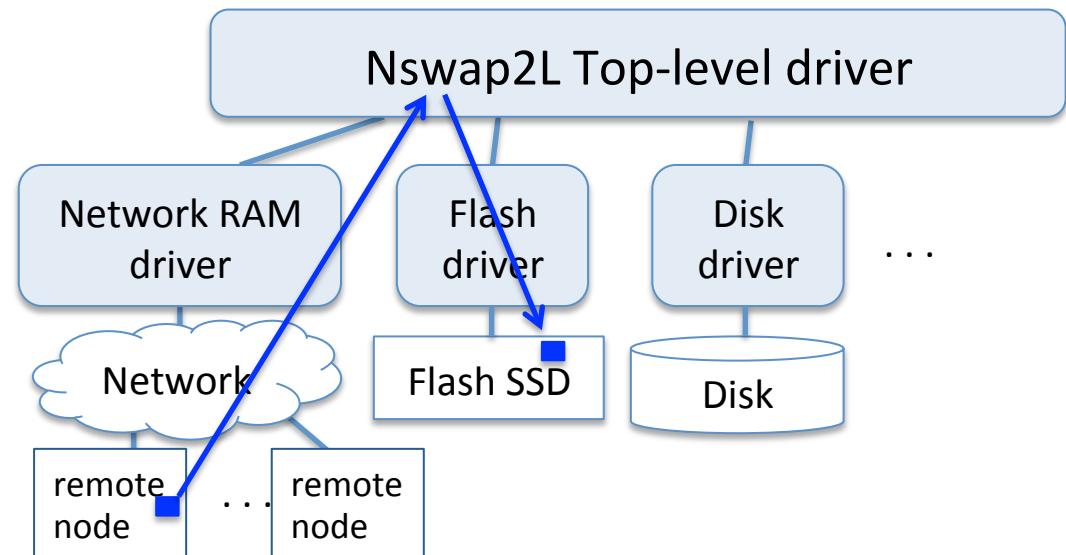 Nswap2L Top-level driver
Network RAM
driver
Flash
driver
Disk
driver
. . .
Network
Flash SSD
Disk
remote
node
. . .
remote
node